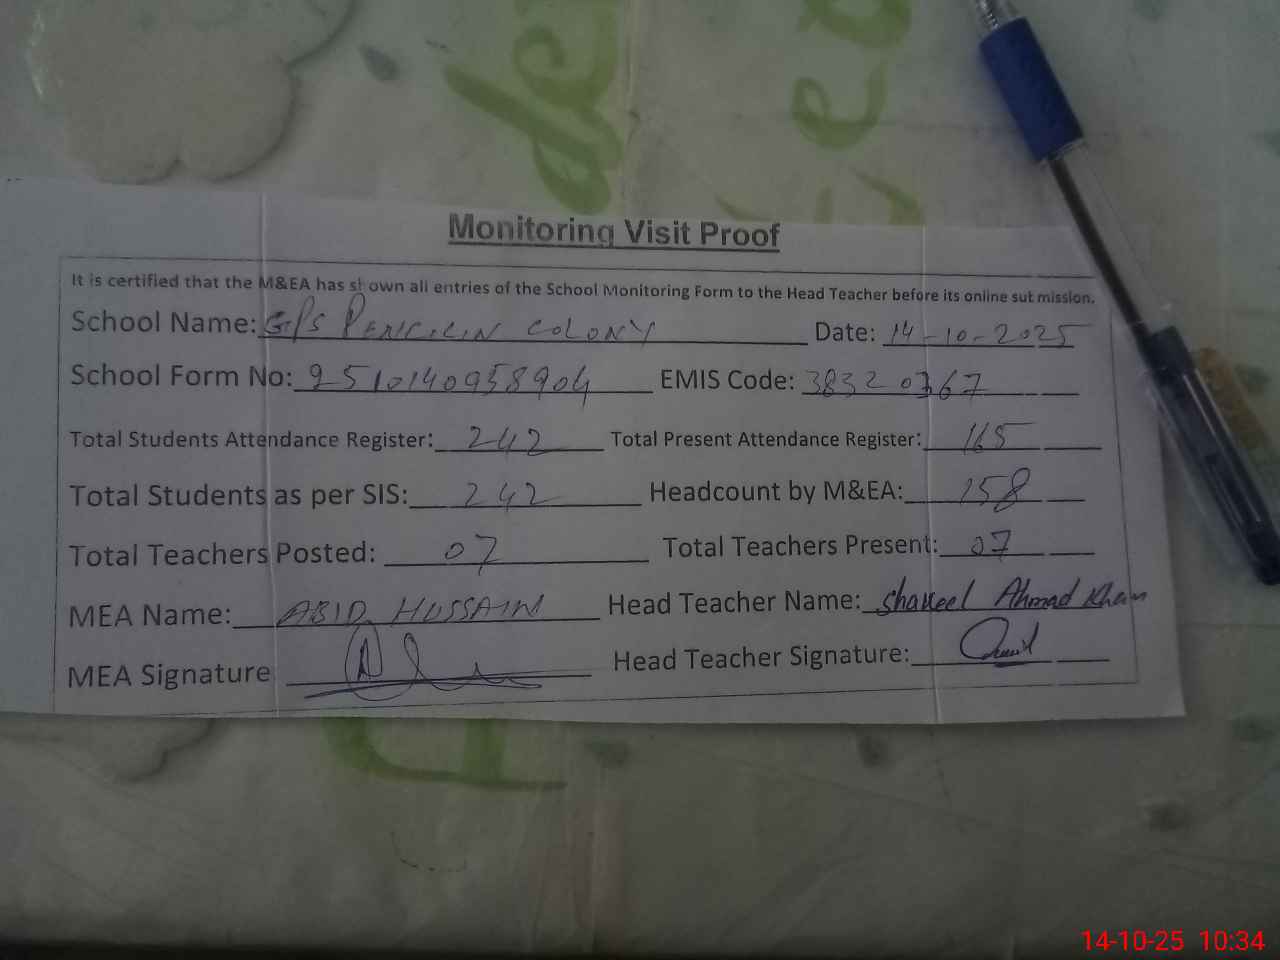 Monitoring Visit Proof
It is certified that the M&EA has shown all entries of the School Monitoring Form to the Head Teacher before its online submission.
School Name: GPS PENICILIN COLONY Date: 14-10-2025
School Form No: 9510140958904 EMIS Code: 38320367
Total Students Attendance Register: 242 Total Present Attendance Register: 165
Total Students as per SIS: 242 Headcount by M&EA: 158
Total Teachers Posted: 07 Total Teachers Present: 07
MEA Name: ABID HUSSAIN Head Teacher Name: Shakeel Ahmad Khan
MEA Signature Head Teacher Signature:
14-10-25 10:34